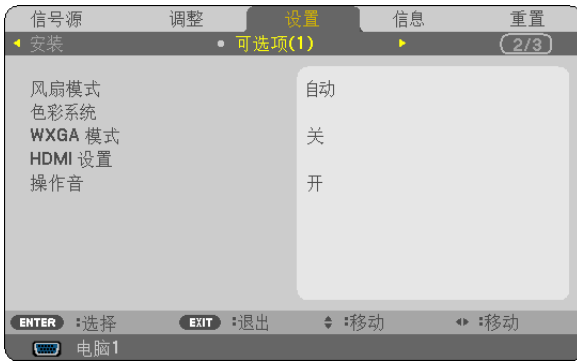 信号源 调整 设置 信息 重置
安装 • 可选项(1) 2/3
风扇模式 自动
色彩系统
WXGA 模式 关
HDMI 设置
操作音 开
ENTER :选择 EXIT :退出 :移动 :移动
电脑1